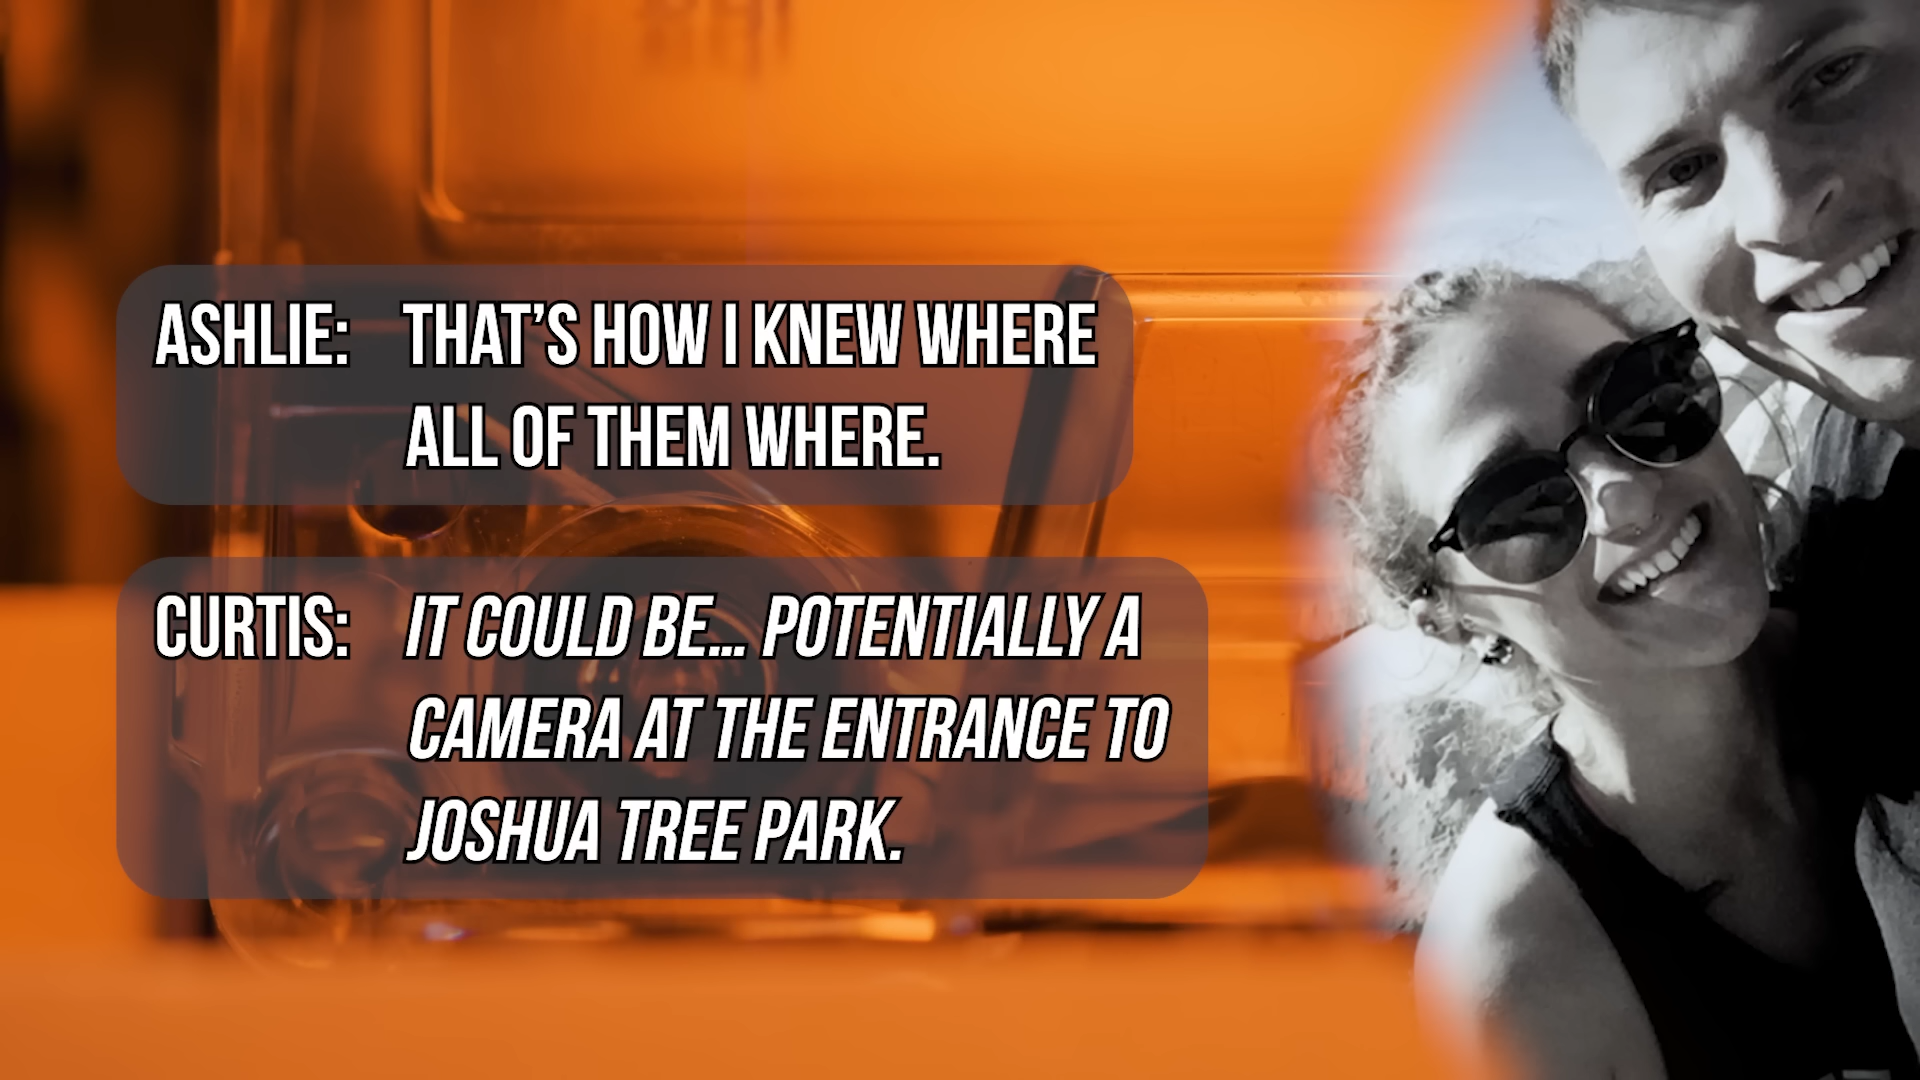 ASHLIE: THAT'S HOW I KNEW WHERE
ALL OF THEM WHERE.
CURTIS: IT COULD BE... POTENTIALLY A
CAMERA AT THE ENTRANCE TO
JOSHUA TREE PARK.